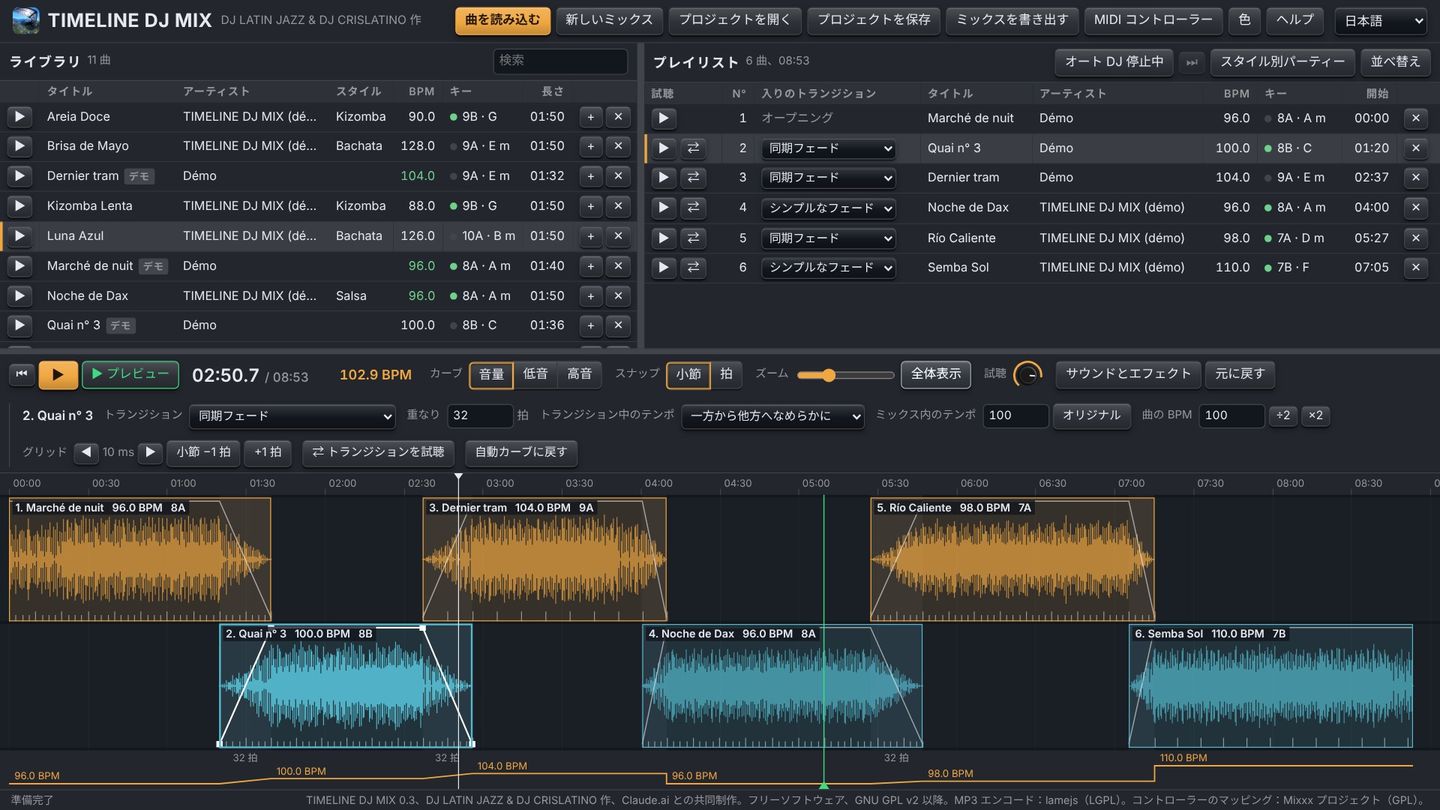 TIMELINE DJ MIX DJ LATIN JAZZ & DJ CRISLATINO 作 曲を読み込む 新しいミックス プロジェクトを開く プロジェクトを保存 ミックスを書き出す MIDI コントローラー 色 ヘルプ 日本語
ライブラリ 11 曲 検索
タイトル アーティスト スタイル BPM キー 長さ
Areia Doce TIMELINE DJ MIX (dé... Kizomba 90.0 9B · G 01:50 + ×
Brisa de Mayo TIMELINE DJ MIX (dé... Bachata 128.0 9A · E m 01:50 + ×
Dernier tram デモ Démo 104.0 9A · E m 01:32 + ×
Kizomba Lenta TIMELINE DJ MIX (dé... Kizomba 88.0 9B · G 01:50 + ×
Luna Azul TIMELINE DJ MIX (dé... Bachata 126.0 10A · B m 01:50 + ×
Marché de nuit デモ Démo 96.0 8A · A m 01:40 + ×
Noche de Dax TIMELINE DJ MIX (dé... Salsa 96.0 8A · A m 01:50 + ×
Quai n° 3 デモ Démo 100.0 8B · C 01:36 + ×
プレイリスト 6 曲、08:53 オート DJ 停止中 スタイル別パーティー 並べ替え
試聴 N° 入りのトランジション タイトル アーティスト BPM キー 開始
1 オープニング Marché de nuit Démo 96.0 8A · A m 00:00 ×
2 同期フェード Quai n° 3 Démo 100.0 8B · C 01:20 ×
3 同期フェード Dernier tram Démo 104.0 9A · E m 02:37 ×
4 シンプルなフェード Noche de Dax TIMELINE DJ MIX (démo) 96.0 8A · A m 04:00 ×
5 同期フェード Río Caliente TIMELINE DJ MIX (démo) 98.0 7A · D m 05:27 ×
6 シンプルなフェード Semba Sol TIMELINE DJ MIX (démo) 110.0 7B · F 07:05 ×
プレビュー 02:50.7 / 08:53 102.9 BPM カーブ 音量 低音 高音 スナップ 小節 拍 ズーム 全体表示 試聴 サウンドとエフェクト 元に戻す
2. Quai n° 3 トランジション 同期フェード 重なり 32 拍 トランジション中のテンポ 一方から他方へなめらかに ミックス内のテンポ 100 オリジナル 曲の BPM 100 ÷2 ×2
グリッド ◀ 10 ms ▶ 小節 −1 拍 +1 拍 ⇄ トランジションを試聴 自動カーブに戻す
00:00 00:30 01:00 01:30 02:00 02:30 03:00 03:30 04:00 04:30 05:00 05:30 06:00 06:30 07:00 07:30 08:00 08:30
1. Marché de nuit 96.0 BPM 8A 3. Dernier tram 104.0 BPM 9A 5. Río Caliente 98.0 BPM 7A
2. Quai n° 3 100.0 BPM 8B 4. Noche de Dax 96.0 BPM 8A 6. Semba Sol 110.0 BPM 7B
32 拍 32 拍 32 拍
96.0 BPM 100.0 BPM 104.0 BPM 96.0 BPM 98.0 BPM 110.0 BPM
準備完了 TIMELINE DJ MIX 0.3、DJ LATIN JAZZ & DJ CRISLATINO 作、Claude.ai との共同制作。フリーソフトウェア、GNU GPL v2 以降。MP3 エンコード：lamejs（LGPL）。コントローラーのマッピング：Mixxx プロジェクト（GPL）。